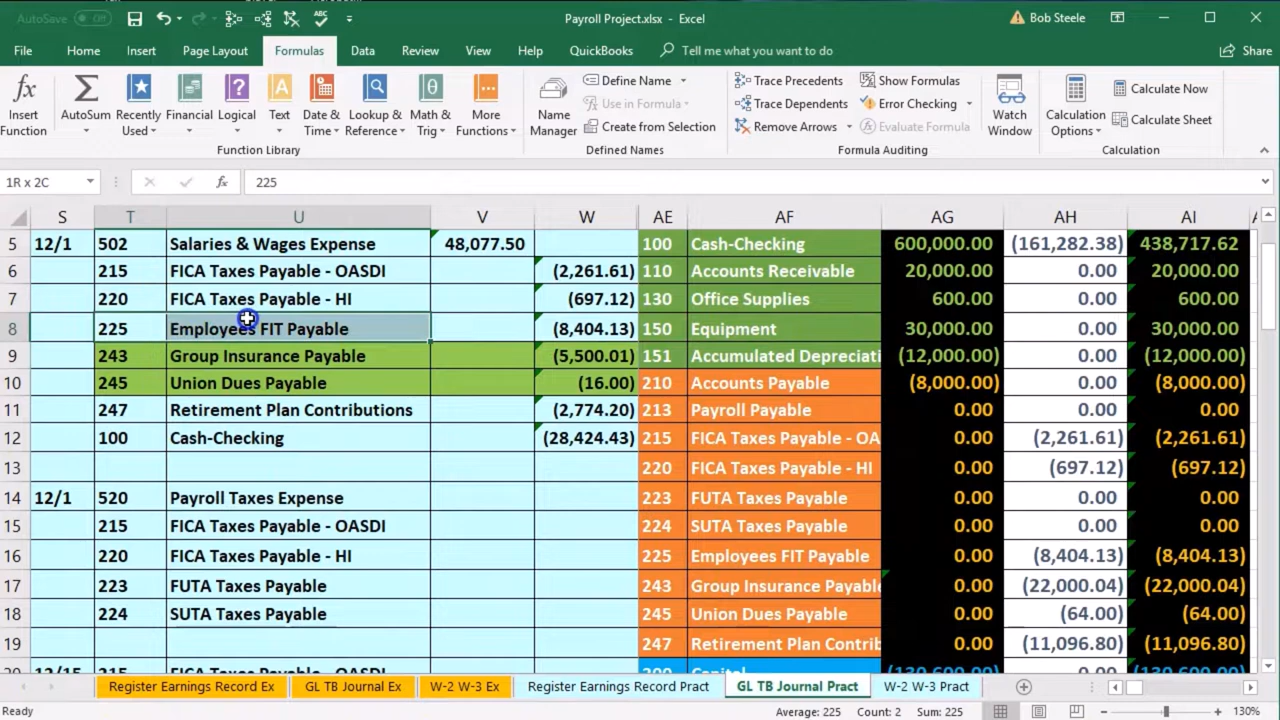 AutoSave Off Payroll Project.xlsx - Excel Bob Steele
File Home Insert Page Layout Formulas Data Review View Help QuickBooks Tell me what you want to do Share
Insert Function
AutoSum
Recently Used
Financial
Logical
Text
Date & Time
Lookup & Reference
Math & Trig
More Functions
Function Library
Name Manager
Define Name
Use in Formula
Create from Selection
Defined Names
Trace Precedents
Trace Dependents
Remove Arrows
Show Formulas
Error Checking
Evaluate Formula
Formula Auditing
Watch Window
Calculation Options
Calculate Now
Calculate Sheet
Calculation
1R x 2C fx 225
S T U V W AE AF AG AH AI
5 12/1 502 Salaries & Wages Expense 48,077.50 100 Cash-Checking 600,000.00 (161,282.38) 438,717.62
6 215 FICA Taxes Payable - OASDI (2,261.61) 110 Accounts Receivable 20,000.00 0.00 20,000.00
7 220 FICA Taxes Payable - HI (697.12) 130 Office Supplies 600.00 0.00 600.00
8 225 Employees FIT Payable (8,404.13) 150 Equipment 30,000.00 0.00 30,000.00
9 243 Group Insurance Payable (5,500.01) 151 Accumulated Depreciati (12,000.00) 0.00 (12,000.00)
10 245 Union Dues Payable (16.00) 210 Accounts Payable (8,000.00) 0.00 (8,000.00)
11 247 Retirement Plan Contributions (2,774.20) 213 Payroll Payable 0.00 0.00 0.00
12 100 Cash-Checking (28,424.43) 215 FICA Taxes Payable - OA 0.00 (2,261.61) (2,261.61)
13 220 FICA Taxes Payable - HI 0.00 (697.12) (697.12)
14 12/1 520 Payroll Taxes Expense 223 FUTA Taxes Payable 0.00 0.00 0.00
15 215 FICA Taxes Payable - OASDI 224 SUTA Taxes Payable 0.00 0.00 0.00
16 220 FICA Taxes Payable - HI 225 Employees FIT Payable 0.00 (8,404.13) (8,404.13)
17 223 FUTA Taxes Payable 243 Group Insurance Payable 0.00 (22,000.04) (22,000.04)
18 224 SUTA Taxes Payable 245 Union Dues Payable 0.00 (64.00) (64.00)
19 247 Retirement Plan Contrib 0.00 (11,096.80) (11,096.80)
20 12/15 215 FICA Taxes Payable - OASDI 300 Capital (130,600.00) 0.00 (130,600.00)
Register Earnings Record Ex GL TB Journal Ex W-2 W-3 Ex Register Earnings Record Pract GL TB Journal Pract W-2 W-3 Pract
Ready Average: 225 Count: 2 Sum: 225 130%